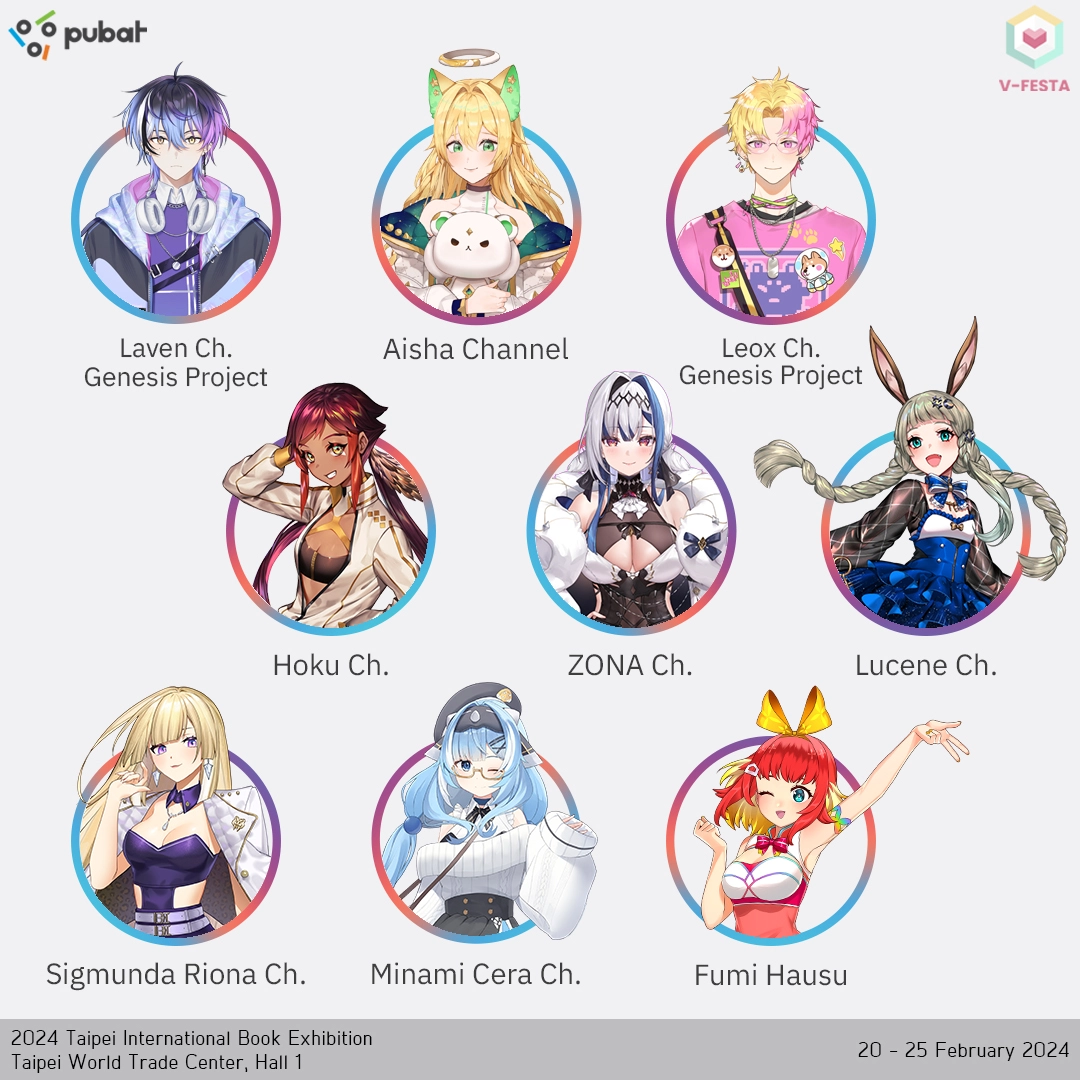 pubat
V-FESTA
Laven Ch.
Genesis Project
Aisha Channel
Leox Ch.
Genesis Project
Hoku Ch.
ZONA Ch.
Lucene Ch.
Sigmunda Riona Ch.
Minami Cera Ch.
Fumi Hausu
2024 Taipei International Book Exhibition
Taipei World Trade Center, Hall 1
20 - 25 February 2024